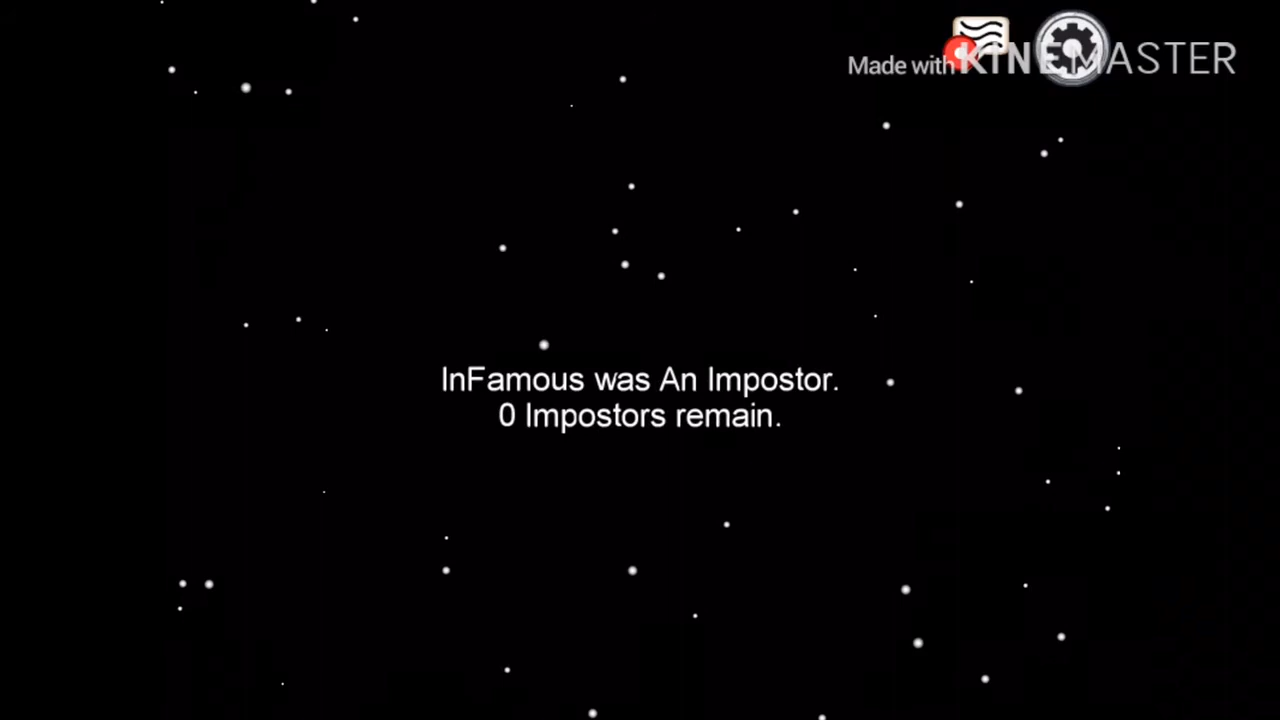 Made with KINEMASTER
InFamous was An Impostor.
0 Impostors remain.